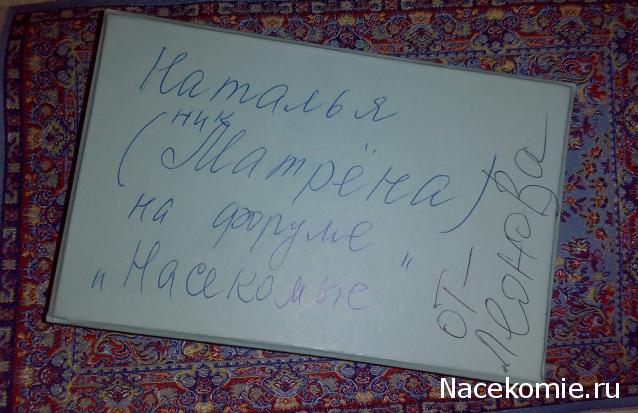 Наталья
(ник
"Матрёна)
на форуме
"Насекомые"
от
"Леонова
Nacekomie.ru